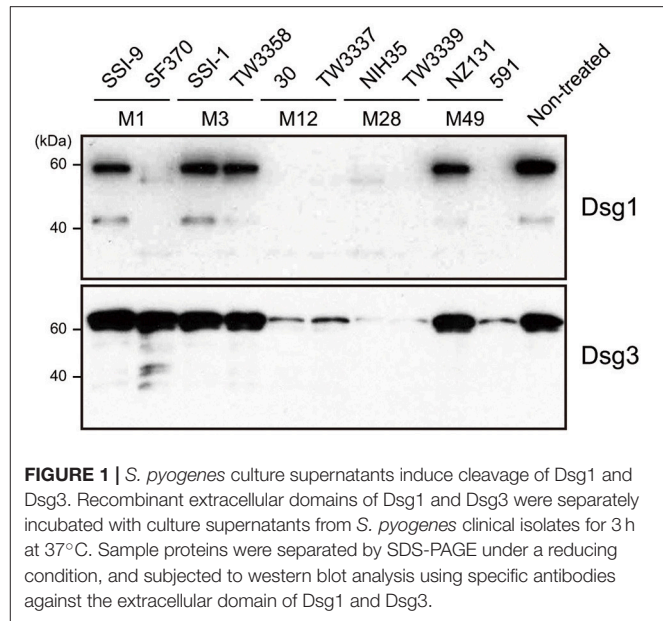 SSI-9 SF370 SSI-1 TW3358 30 TW3337 NIH35 TW3339 NZ131 591 Non-treated
M1 M3 M12 M28 M49
(kDa)
60
40
Dsg1
60
40
Dsg3
FIGURE 1 | S. pyogenes culture supernatants induce cleavage of Dsg1 and
Dsg3. Recombinant extracellular domains of Dsg1 and Dsg3 were separately
incubated with culture supernatants from S. pyogenes clinical isolates for 3 h
at 37°C. Sample proteins were separated by SDS-PAGE under a reducing
condition, and subjected to western blot analysis using specific antibodies
against the extracellular domain of Dsg1 and Dsg3.